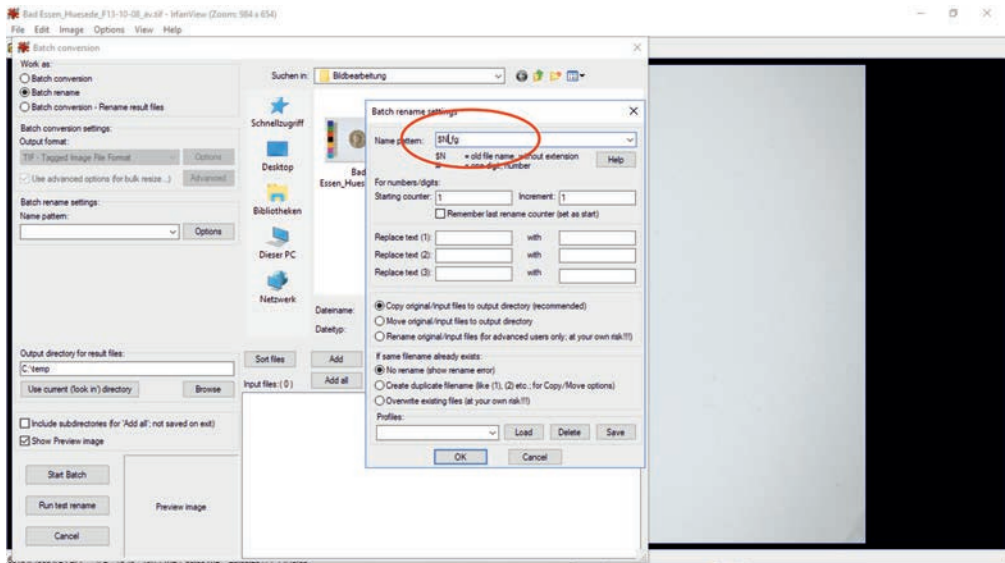 Bad Essen_Huesede_F13-10-08_av.tif - IrfanView (Zoom: 984 x 654)
File Edit Image Options View Help
Batch conversion
Work as:
Batch conversion
Batch rename
Batch conversion - Rename result files
Batch conversion settings:
Output format:
TIF - Tagged Image File Format
Options
Use advanced options (for bulk resize...)
Advanced
Batch rename settings:
Name pattern:
Options
Output directory for result files:
C:\temp
Use current ('look in') directory
Browse
Include subdirectories (for 'Add all'; not saved on exit)
Show Preview image
Start Batch
Run test rename
Cancel
Preview image
Suchen in:
Bildbearbeitung
Schnellzugriff
Desktop
Bibliotheken
Dieser PC
Netzwerk
Bad
Essen_Hues
Dateiname:
Dateityp:
Sort files
Add
Input files: ( 0 )
Add all
Batch rename settings
Name pattern:
$N_fg
$N = old file name, without extension
= one digit, number
Help
For numbers/digits:
Starting counter: 1 Increment: 1
Remember last rename counter (set as start)
Replace text (1): with
Replace text (2): with
Replace text (3): with
Copy original/input files to output directory (recommended)
Move original/input files to output directory
Rename original/input files (for advanced users only; at your own risk!!!)
If same filename already exists:
No rename (show rename error)
Create duplicate filename (like (1), (2) etc.; for Copy/Move options)
Overwrite existing files (at your own risk!!!)
Profiles:
Load Delete Save
OK Cancel